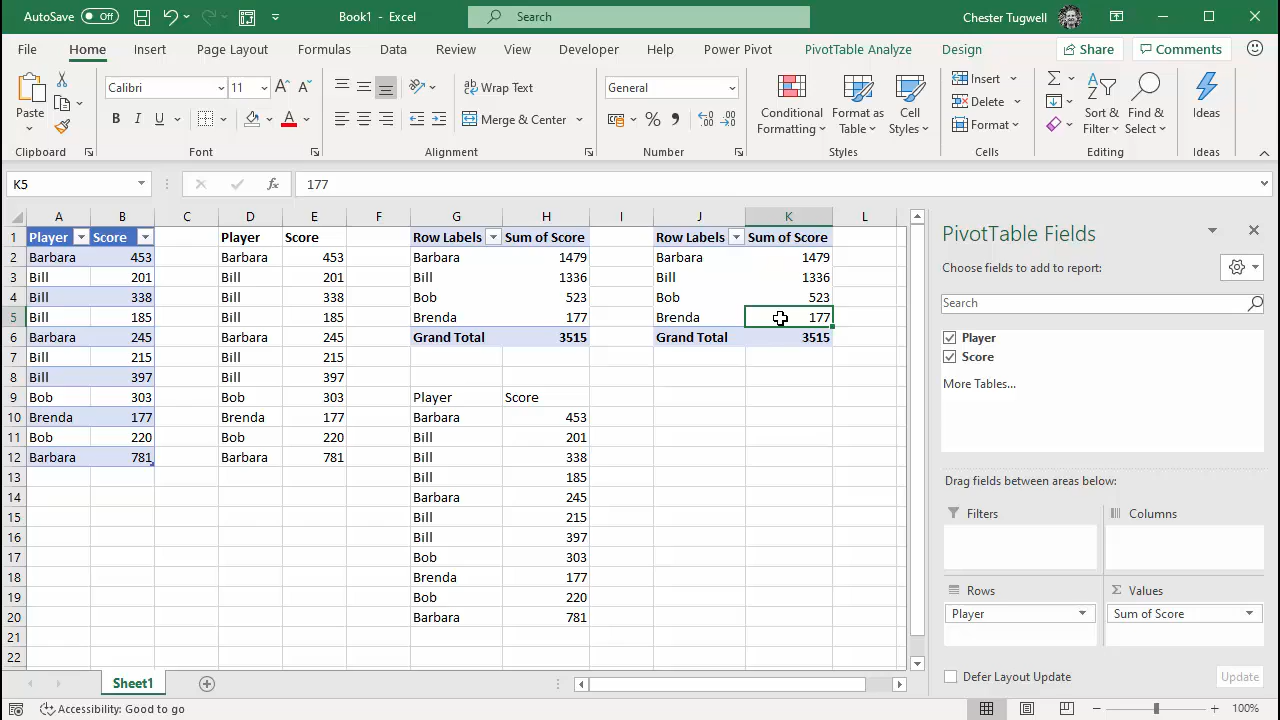 AutoSave Off Book1 - Excel Search Chester Tugwell
File Home Insert Page Layout Formulas Data Review View Developer Help Power Pivot PivotTable Analyze Design Share Comments
Paste Calibri 11 Wrap Text General Conditional Formatting Format as Table Cell Styles Insert Sort & Filter Find & Select Ideas
B I U A Merge & Center % Delete
Format
Clipboard Font Alignment Number Styles Cells Editing Ideas
K5 fx 177
A B C D E F G H I J K L
1 Player Score Player Score Row Labels Sum of Score Row Labels Sum of Score
2 Barbara 453 Barbara 453 Barbara 1479 Barbara 1479
3 Bill 201 Bill 201 Bill 1336 Bill 1336
4 Bill 338 Bill 338 Bob 523 Bob 523
5 Bill 185 Bill 185 Brenda 177 Brenda 177
6 Barbara 245 Barbara 245 Grand Total 3515 Grand Total 3515
7 Bill 215 Bill 215
8 Bill 397 Bill 397
9 Bob 303 Bob 303 Player Score
10 Brenda 177 Brenda 177 Barbara 453
11 Bob 220 Bob 220 Bill 201
12 Barbara 781 Barbara 781 Bill 338
13 Bill 185
14 Barbara 245
15 Bill 215
16 Bill 397
17 Bob 303
18 Brenda 177
19 Bob 220
20 Barbara 781
21
22
PivotTable Fields
Choose fields to add to report:
Search
Player
Score
More Tables...
Drag fields between areas below:
Filters Columns
Rows Values
Player Sum of Score
Defer Layout Update Update
Sheet1
Accessibility: Good to go 100%